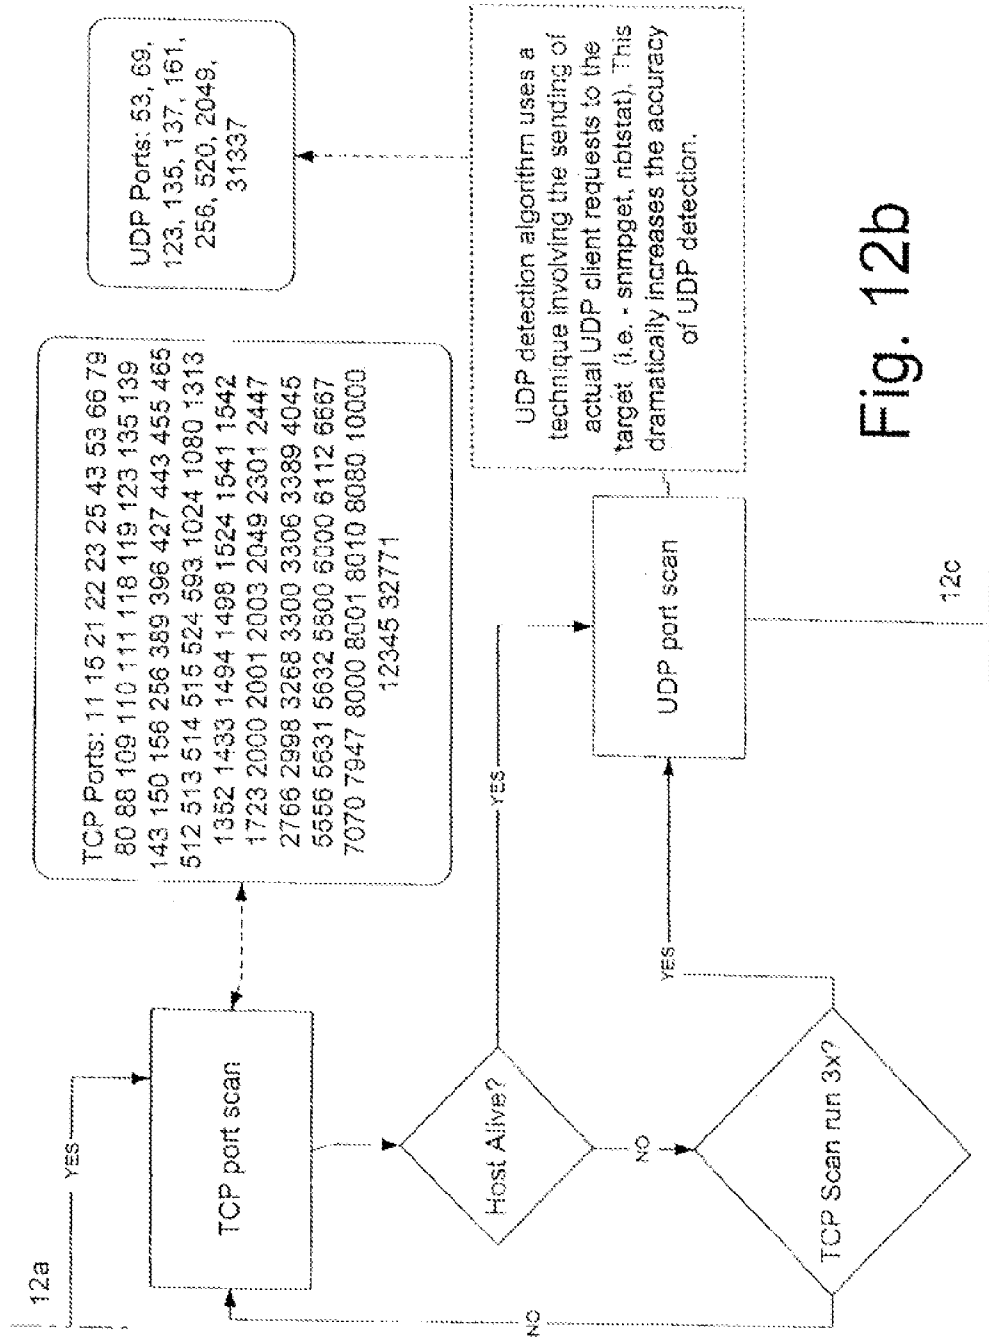 12a
YES
TCP port scan
TCP Ports: 11 15 21 22 23 25 43 53 66 79
80 88 109 110 111 118 119 123 135 139
143 150 156 256 389 396 427 443 455 465
512 513 514 515 524 593 1024 1080 1313
1352 1433 1494 1498 1524 1541 1542
1723 2000 2001 2003 2049 2301 2447
2766 2998 3268 3300 3306 3389 4045
5556 5631 5632 5800 6000 6112 6667
7070 7947 8000 8001 8010 8080 10000
12345 32771
UDP Ports: 53, 69,
123, 135, 137, 161,
256, 520, 2049,
31337
Host Alive?
YES
NO
UDP detection algorithm uses a
technique involving the sending of
actual UDP client requests to the
target (i.e. - snmpget, nbtstat). This
dramatically increases the accuracy
of UDP detection.
UDP port scan
TCP Scan run 3x?
YES
NO
12c
Fig. 12b